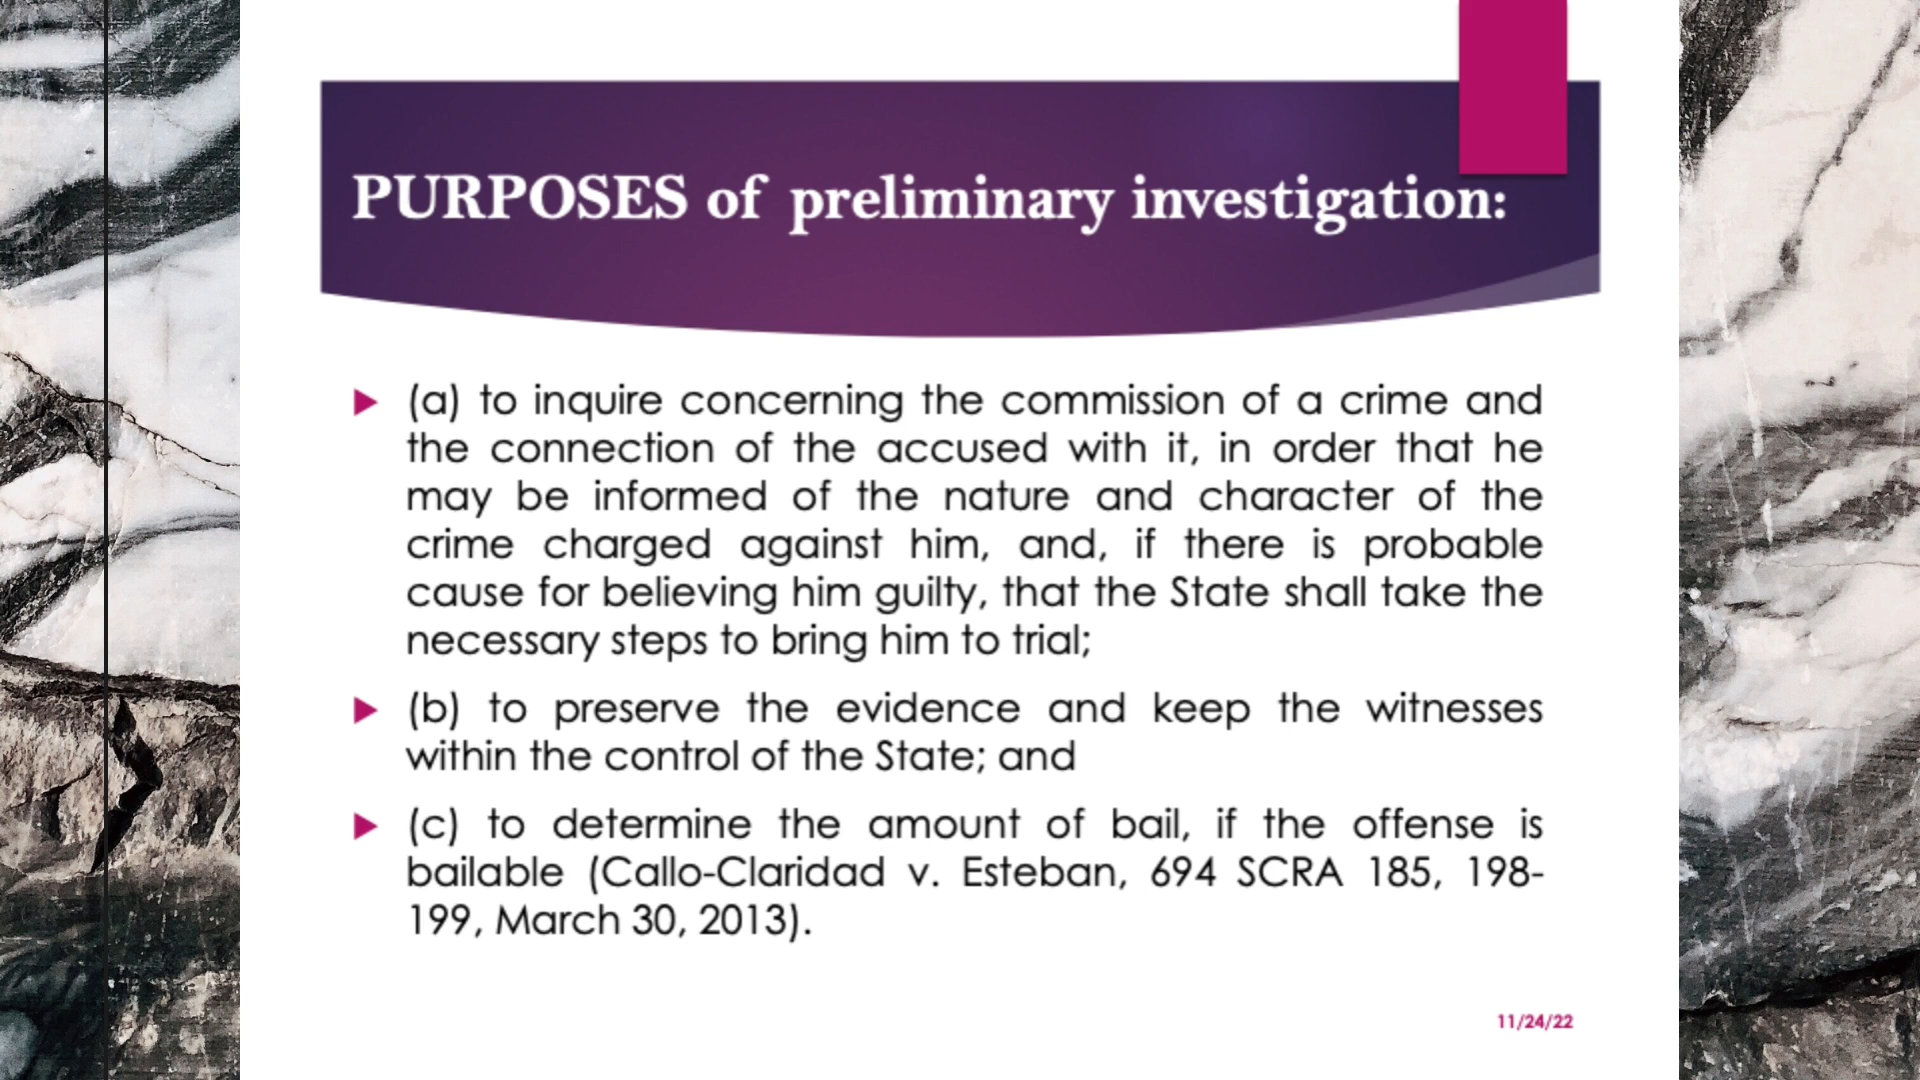 PURPOSES of preliminary investigation:
(a) to inquire concerning the commission of a crime and
the connection of the accused with it, in order that he
may be informed of the nature and character of the
crime charged against him, and, if there is probable
cause for believing him guilty, that the State shall take the
necessary steps to bring him to trial;
(b) to preserve the evidence and keep the witnesses
within the control of the State; and
(c) to determine the amount of bail, if the offense is
bailable (Callo-Claridad v. Esteban, 694 SCRA 185, 198-
199, March 30, 2013).
11/24/22